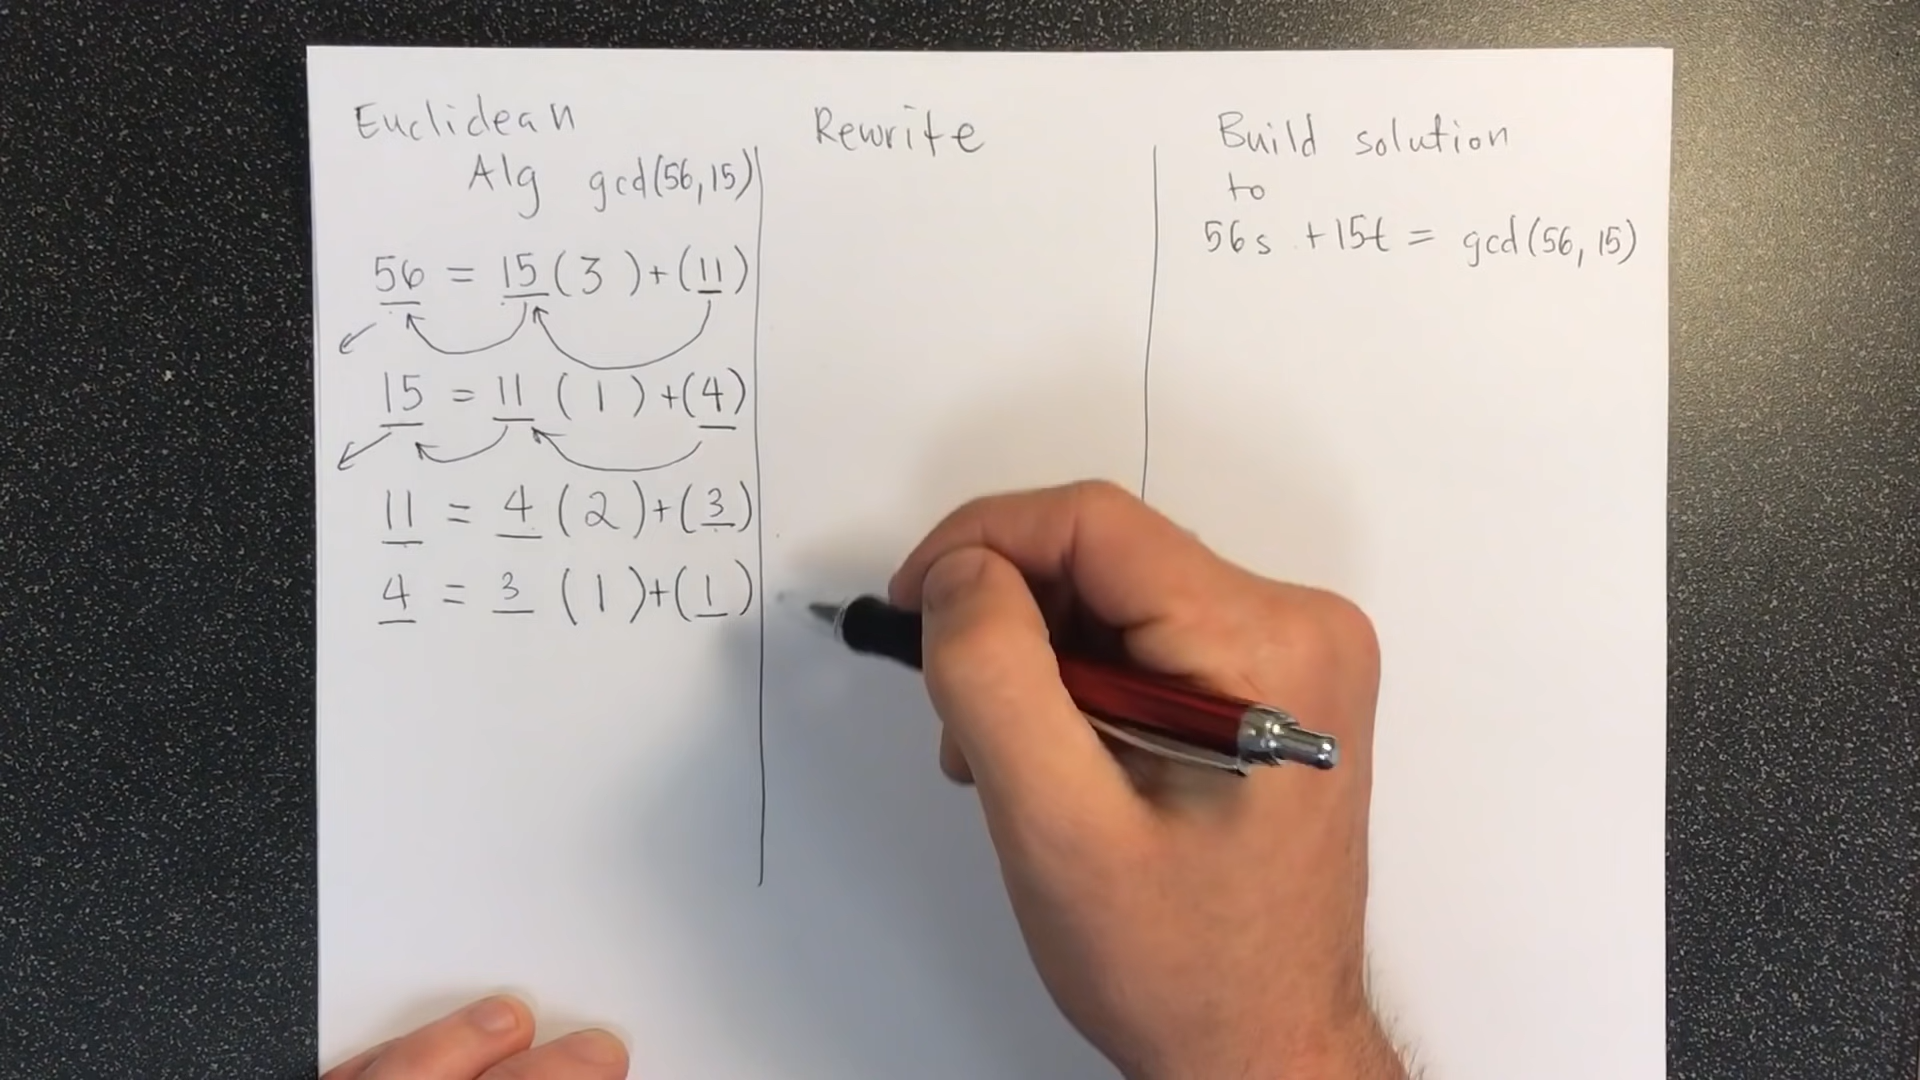 Euclidean
Alg gcd(56,15)
56 = 15(3)+(11)
15 = 11(1)+(4)
11 = 4(2)+(3)
4 = 3(1)+(1)
Rewrite
Build solution
to
56s +15t = gcd(56,15)